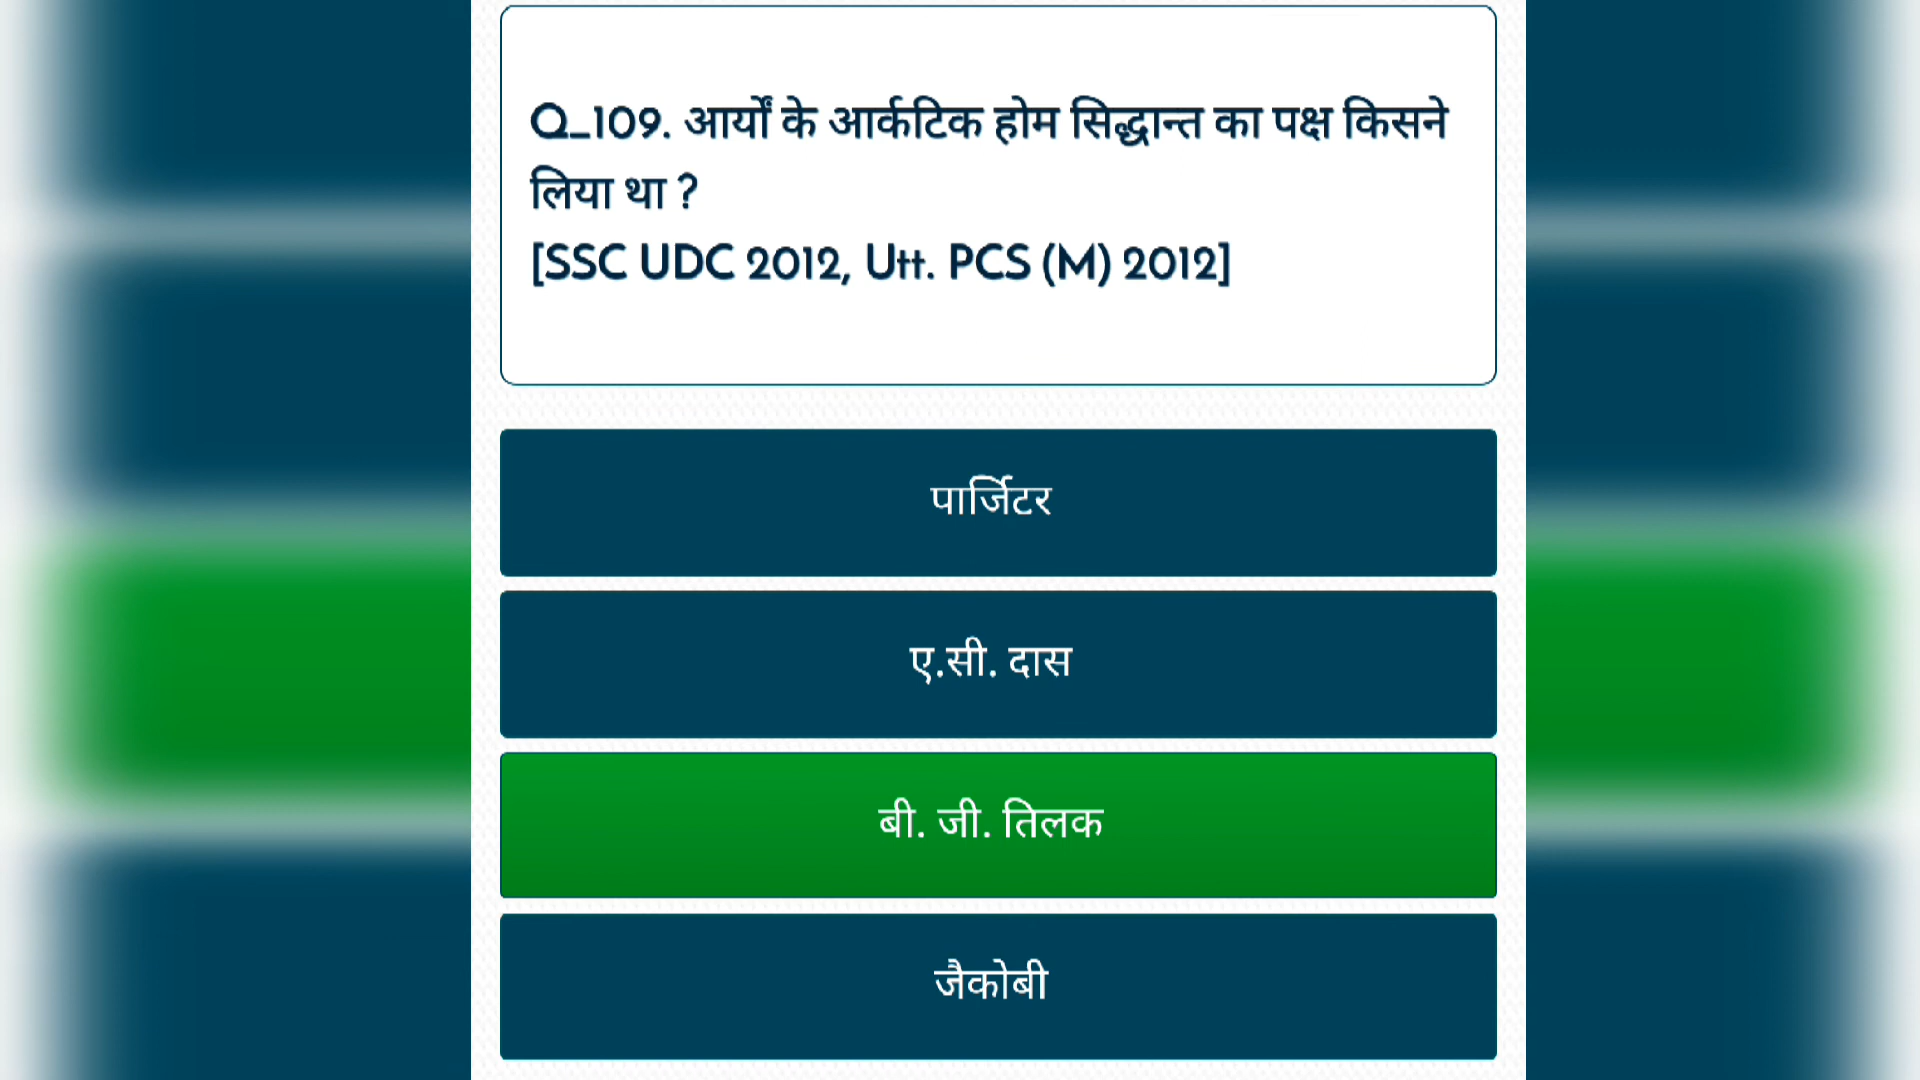 Q_109. आर्यों के आर्कटिक होम सिद्धान्त का पक्ष किसने
लिया था ?
[SSC UDC 2012, Utt. PCS (M) 2012]
पार्जिटर
ए.सी. दास
बी. जी. तिलक
जैकोबी